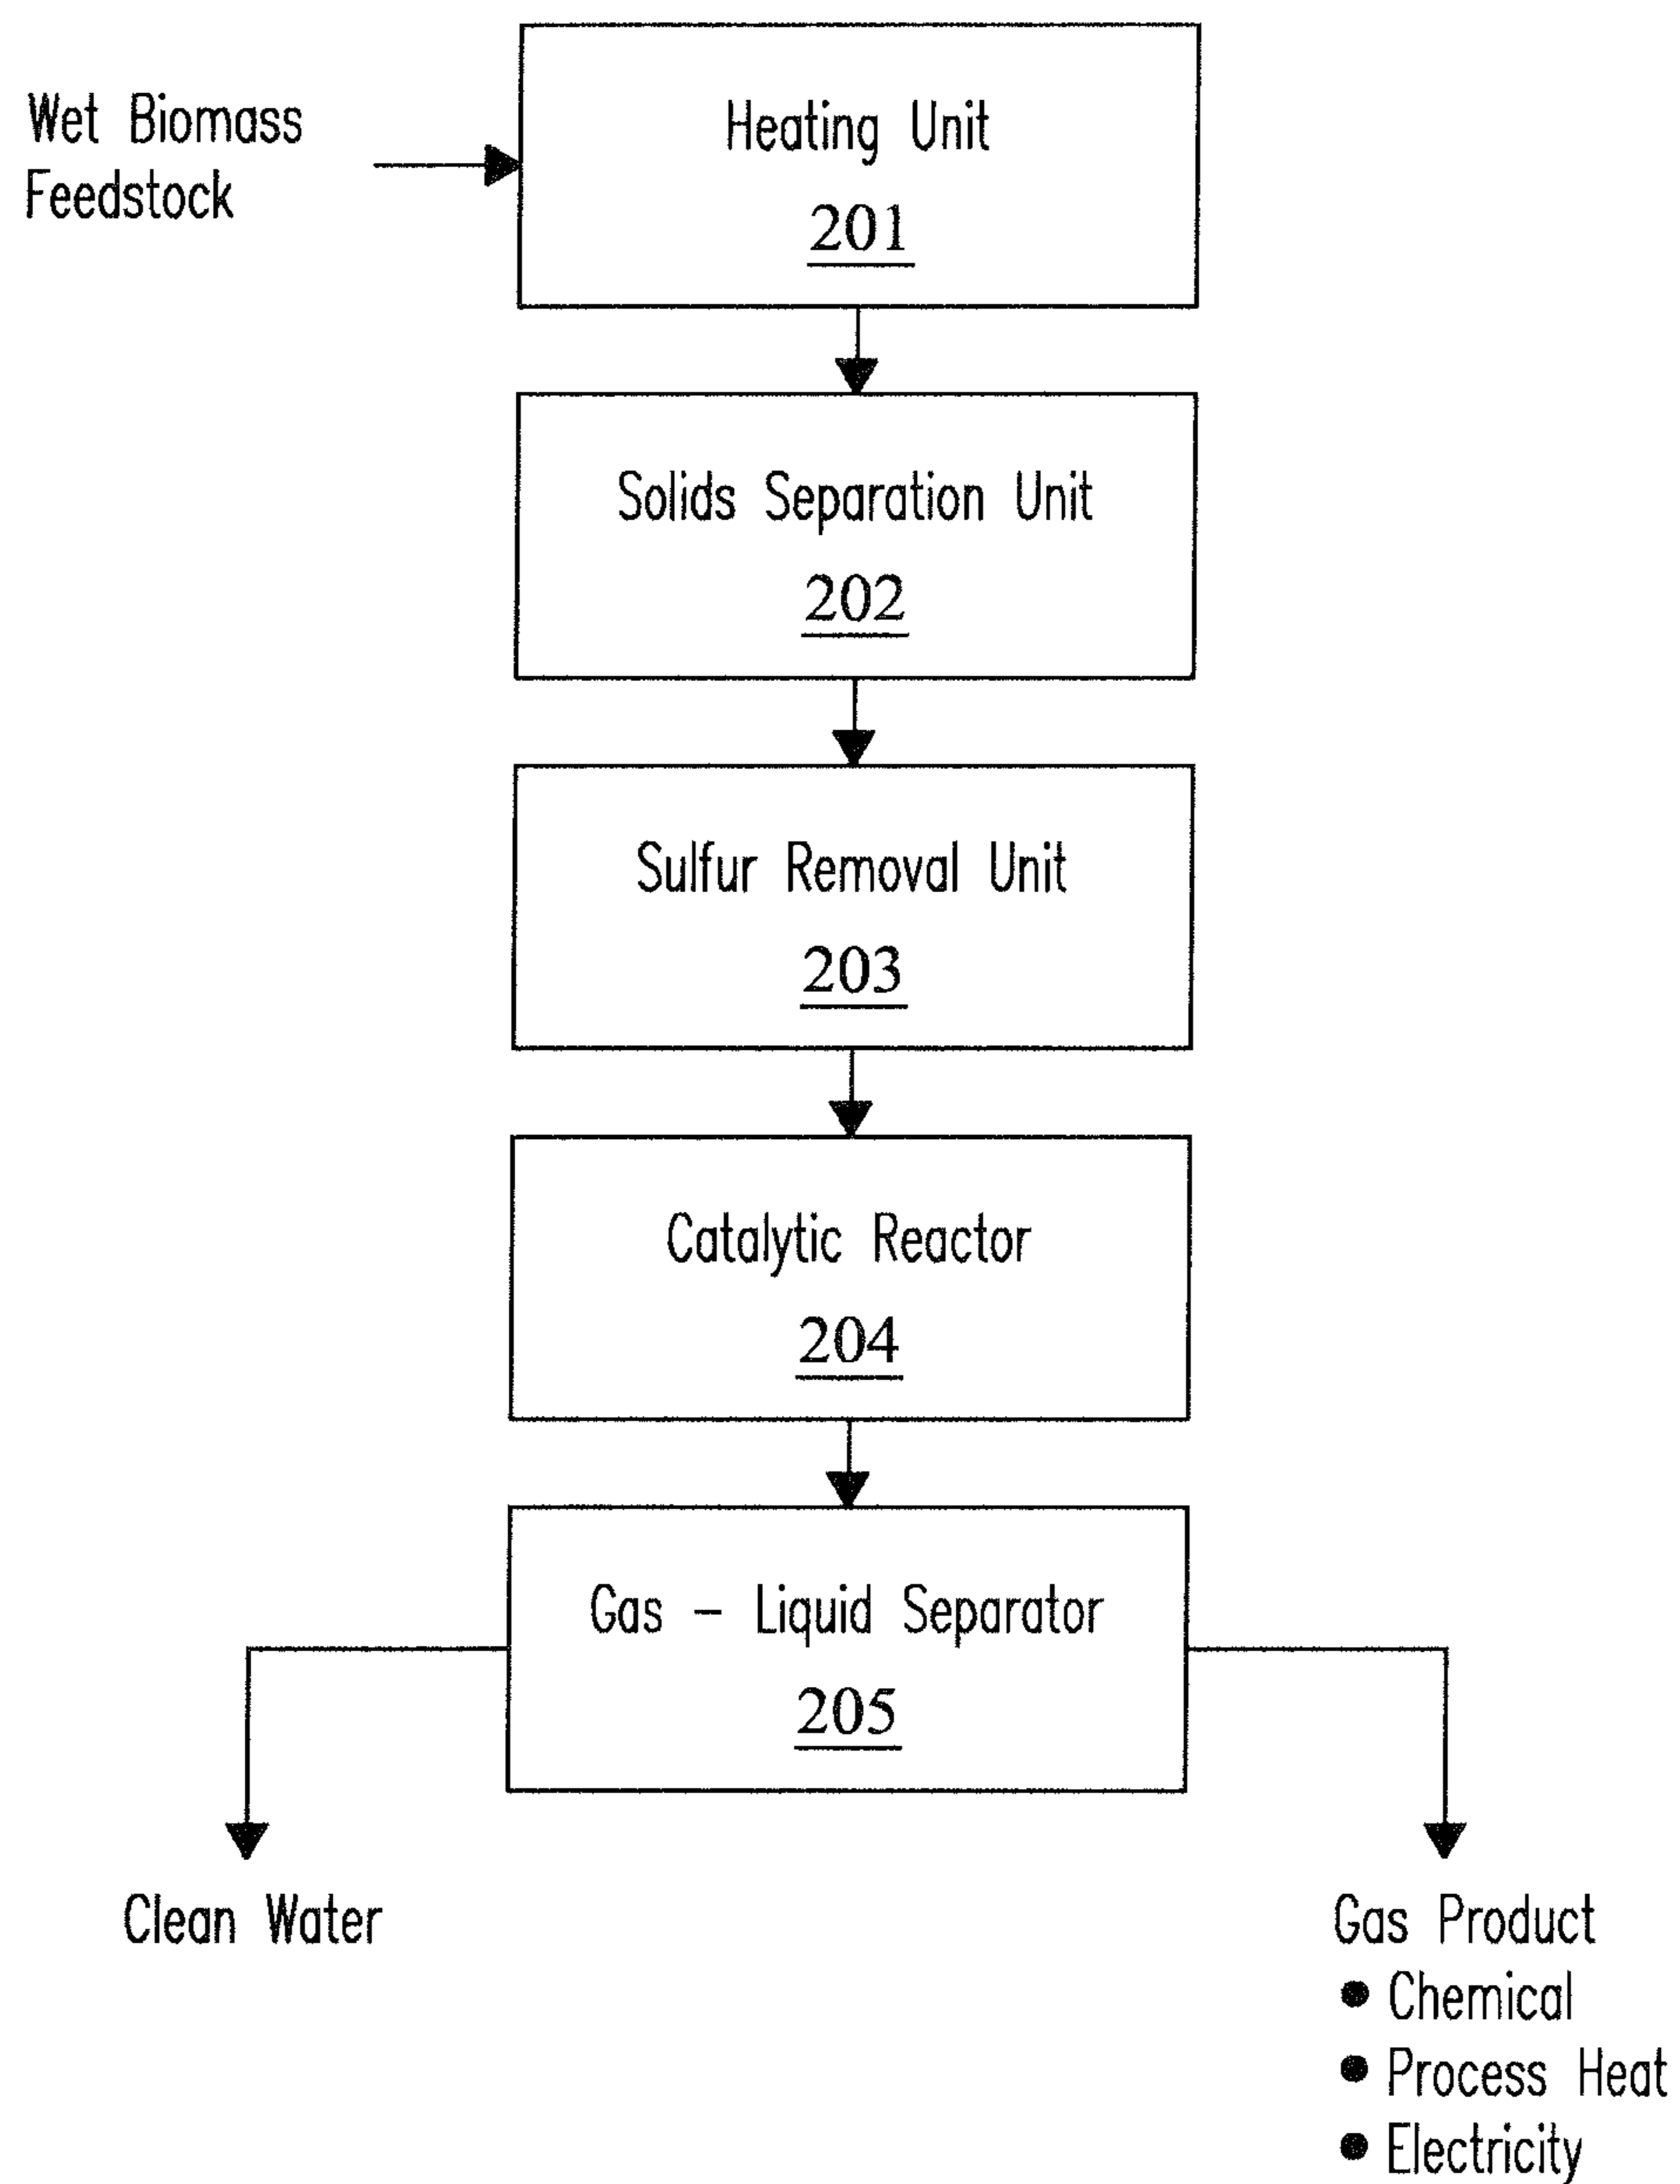 Wet Biomass
Feedstock
Heating Unit
201
Solids Separation Unit
202
Sulfur Removal Unit
203
Catalytic Reactor
204
Gas – Liquid Separator
205
Clean Water
Gas Product
● Chemical
● Process Heat
● Electricity